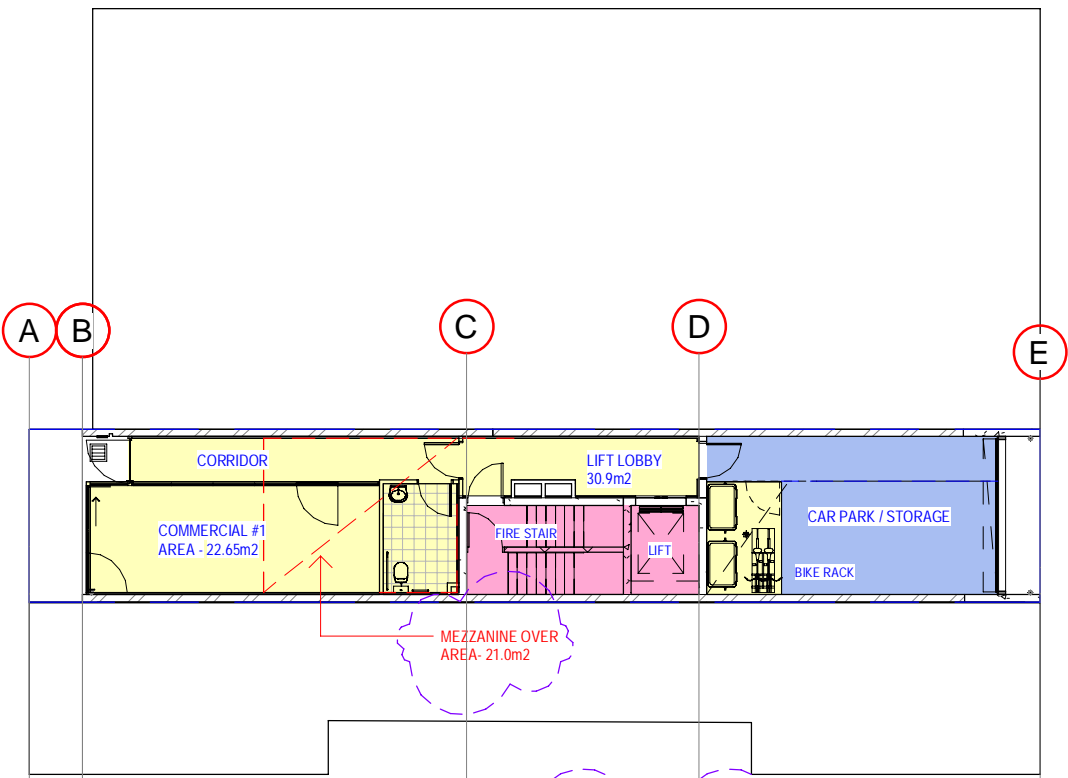 A
B
C
D
E
CORRIDOR
LIFT LOBBY
30.9m2
COMMERCIAL #1
AREA - 22.65m2
FIRE STAIR
LIFT
CAR PARK / STORAGE
BIKE RACK
MEZZANINE OVER
AREA- 21.0m2